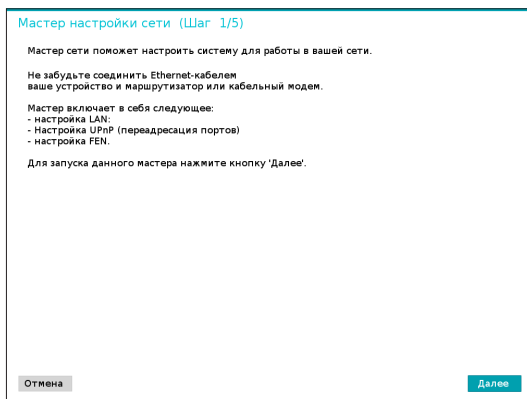 Мастер настройки сети (Шаг 1/5)
Мастер сети поможет настроить систему для работы в вашей сети.
Не забудьте соединить Ethernet-кабелем
ваше устройство и маршрутизатор или кабельный модем.
Мастер включает в себя следующее:
- настройка LAN:
- Настройка UPnP (переадресация портов)
- настройка FEN.
Для запуска данного мастера нажмите кнопку 'Далее'.
Отмена
Далее